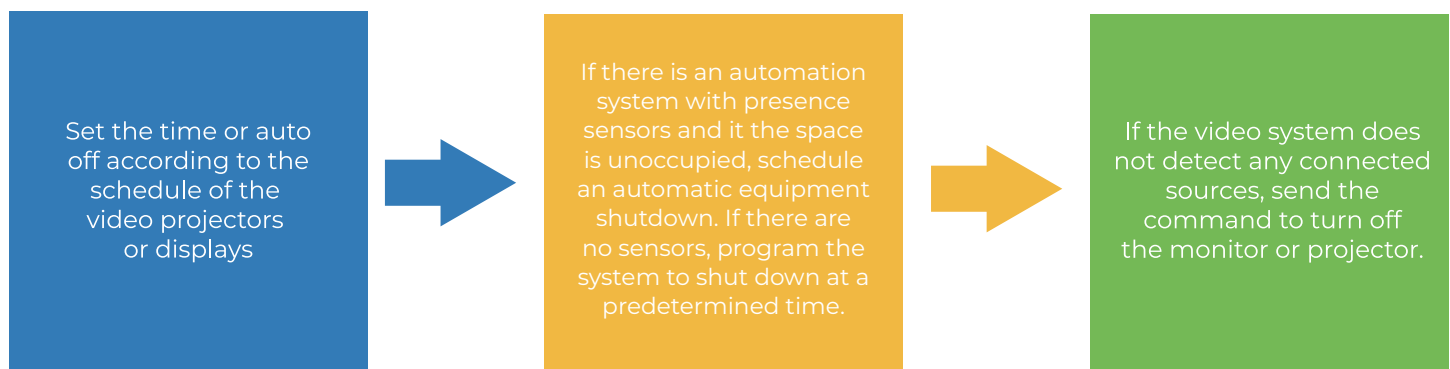 Set the time or auto
off according to the
schedule of the
video projectors
or displays
If there is an automation
system with presence
sensors and it the space
is unoccupied, schedule
an automatic equipment
shutdown. If there are
no sensors, program the
system to shut down at a
predetermined time.
If the video system does
not detect any connected
sources, send the
command to turn off
the monitor or projector.